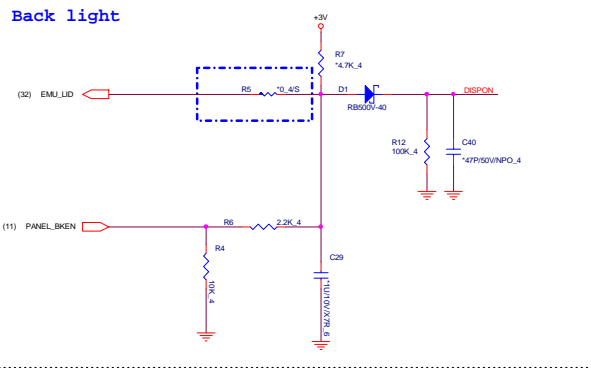 Back light
+3V
R7
*4.7K_4
(32) EMU_LID
R5 *0_4/S
D1
RB500V-40
DISPON
R12
100K_4
C40
*47P/50V/NPO_4
(11) PANEL_BKEN
R6 2.2K_4
R4
10K_4
C29
*1U/10V/X7R_6